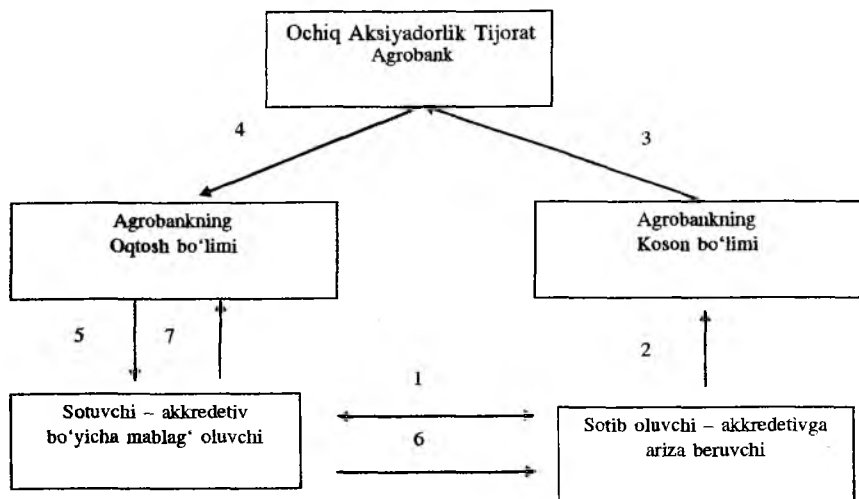 Ochiq Aksiyadorlik Tijorat
Agrobank
4
3
Agrobankning
Oqtosh bo‘limi
Agrobankning
Koson bo‘limi
5
7
2
1
Sotuvchi – akkredetiv
bo‘yicha mablag‘ oluvchi
6
Sotib oluvchi – akkredetivga
ariza beruvchi